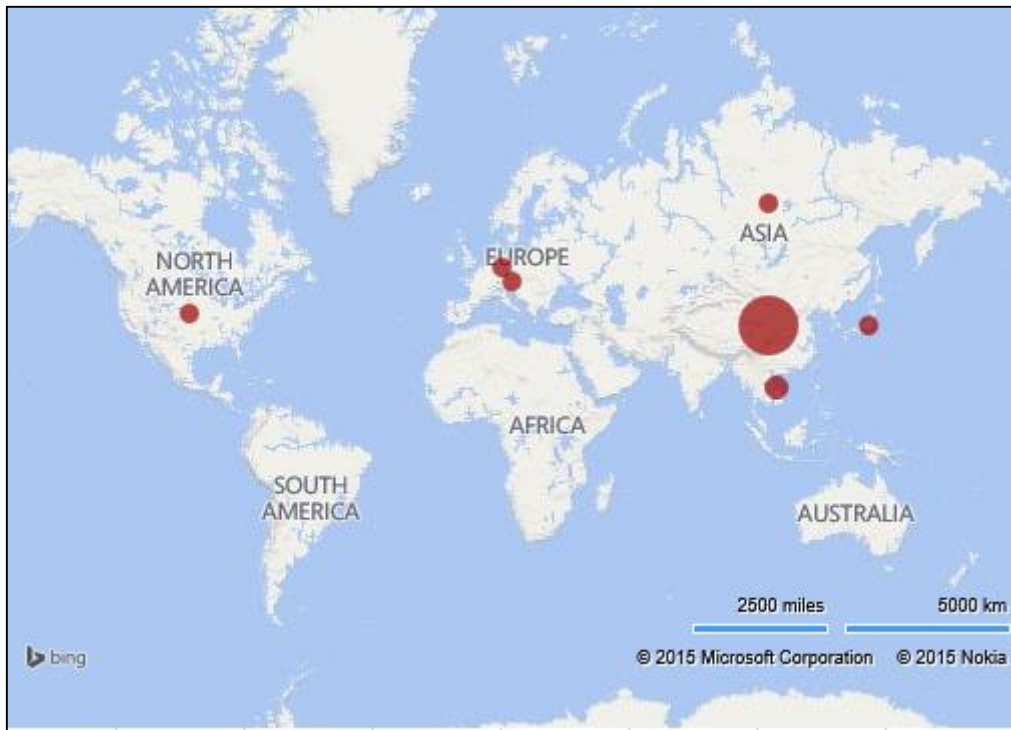 NORTH
AMERICA
EUROPE
ASIA
AFRICA
SOUTH
AMERICA
AUSTRALIA
2500 miles 5000 km
bing © 2015 Microsoft Corporation © 2015 Nokia